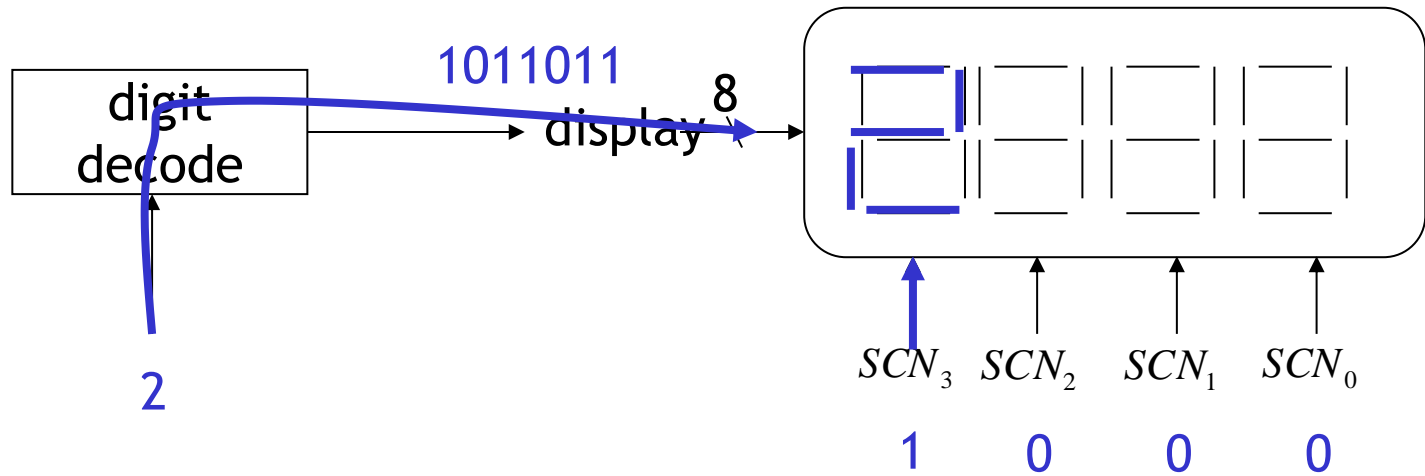 1011011
8
digit
decode
display
2
SCN₃ SCN₂ SCN₁ SCN₀
1 0 0 0